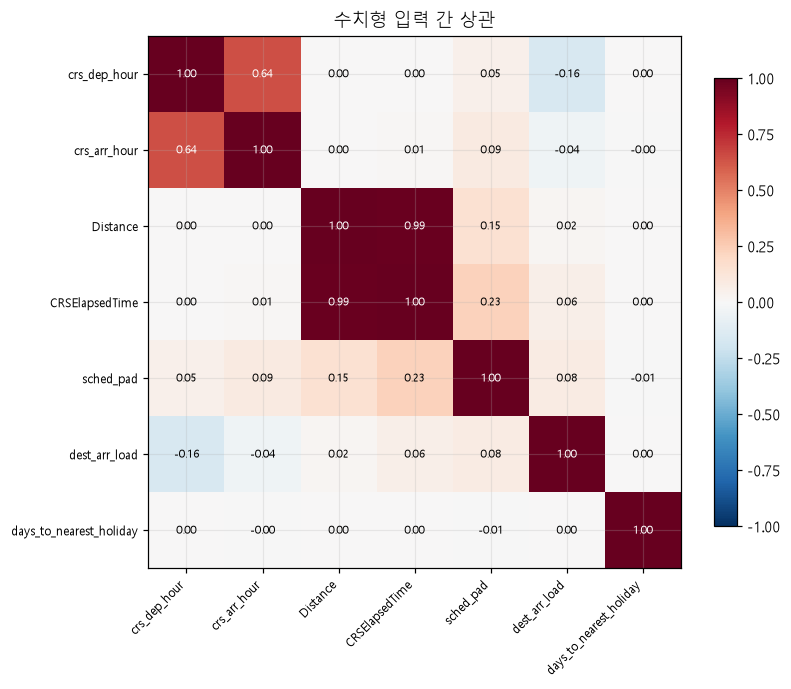 수치형 입력 간 상관
crs_dep_hour 1.00 0.64 0.00 0.00 0.05 -0.16 0.00
crs_arr_hour 0.64 1.00 0.00 0.01 0.09 -0.04 -0.00
Distance 0.00 0.00 1.00 0.99 0.15 0.02 0.00
CRSElapsedTime 0.00 0.01 0.99 1.00 0.23 0.06 0.00
sched_pad 0.05 0.09 0.15 0.23 1.00 0.08 -0.01
dest_arr_load -0.16 -0.04 0.02 0.06 0.08 1.00 0.00
days_to_nearest_holiday 0.00 -0.00 0.00 0.00 -0.01 0.00 1.00
crs_dep_hour
crs_arr_hour
Distance
CRSElapsedTime
sched_pad
dest_arr_load
days_to_nearest_holiday
1.00
0.75
0.50
0.25
0.00
-0.25
-0.50
-0.75
-1.00